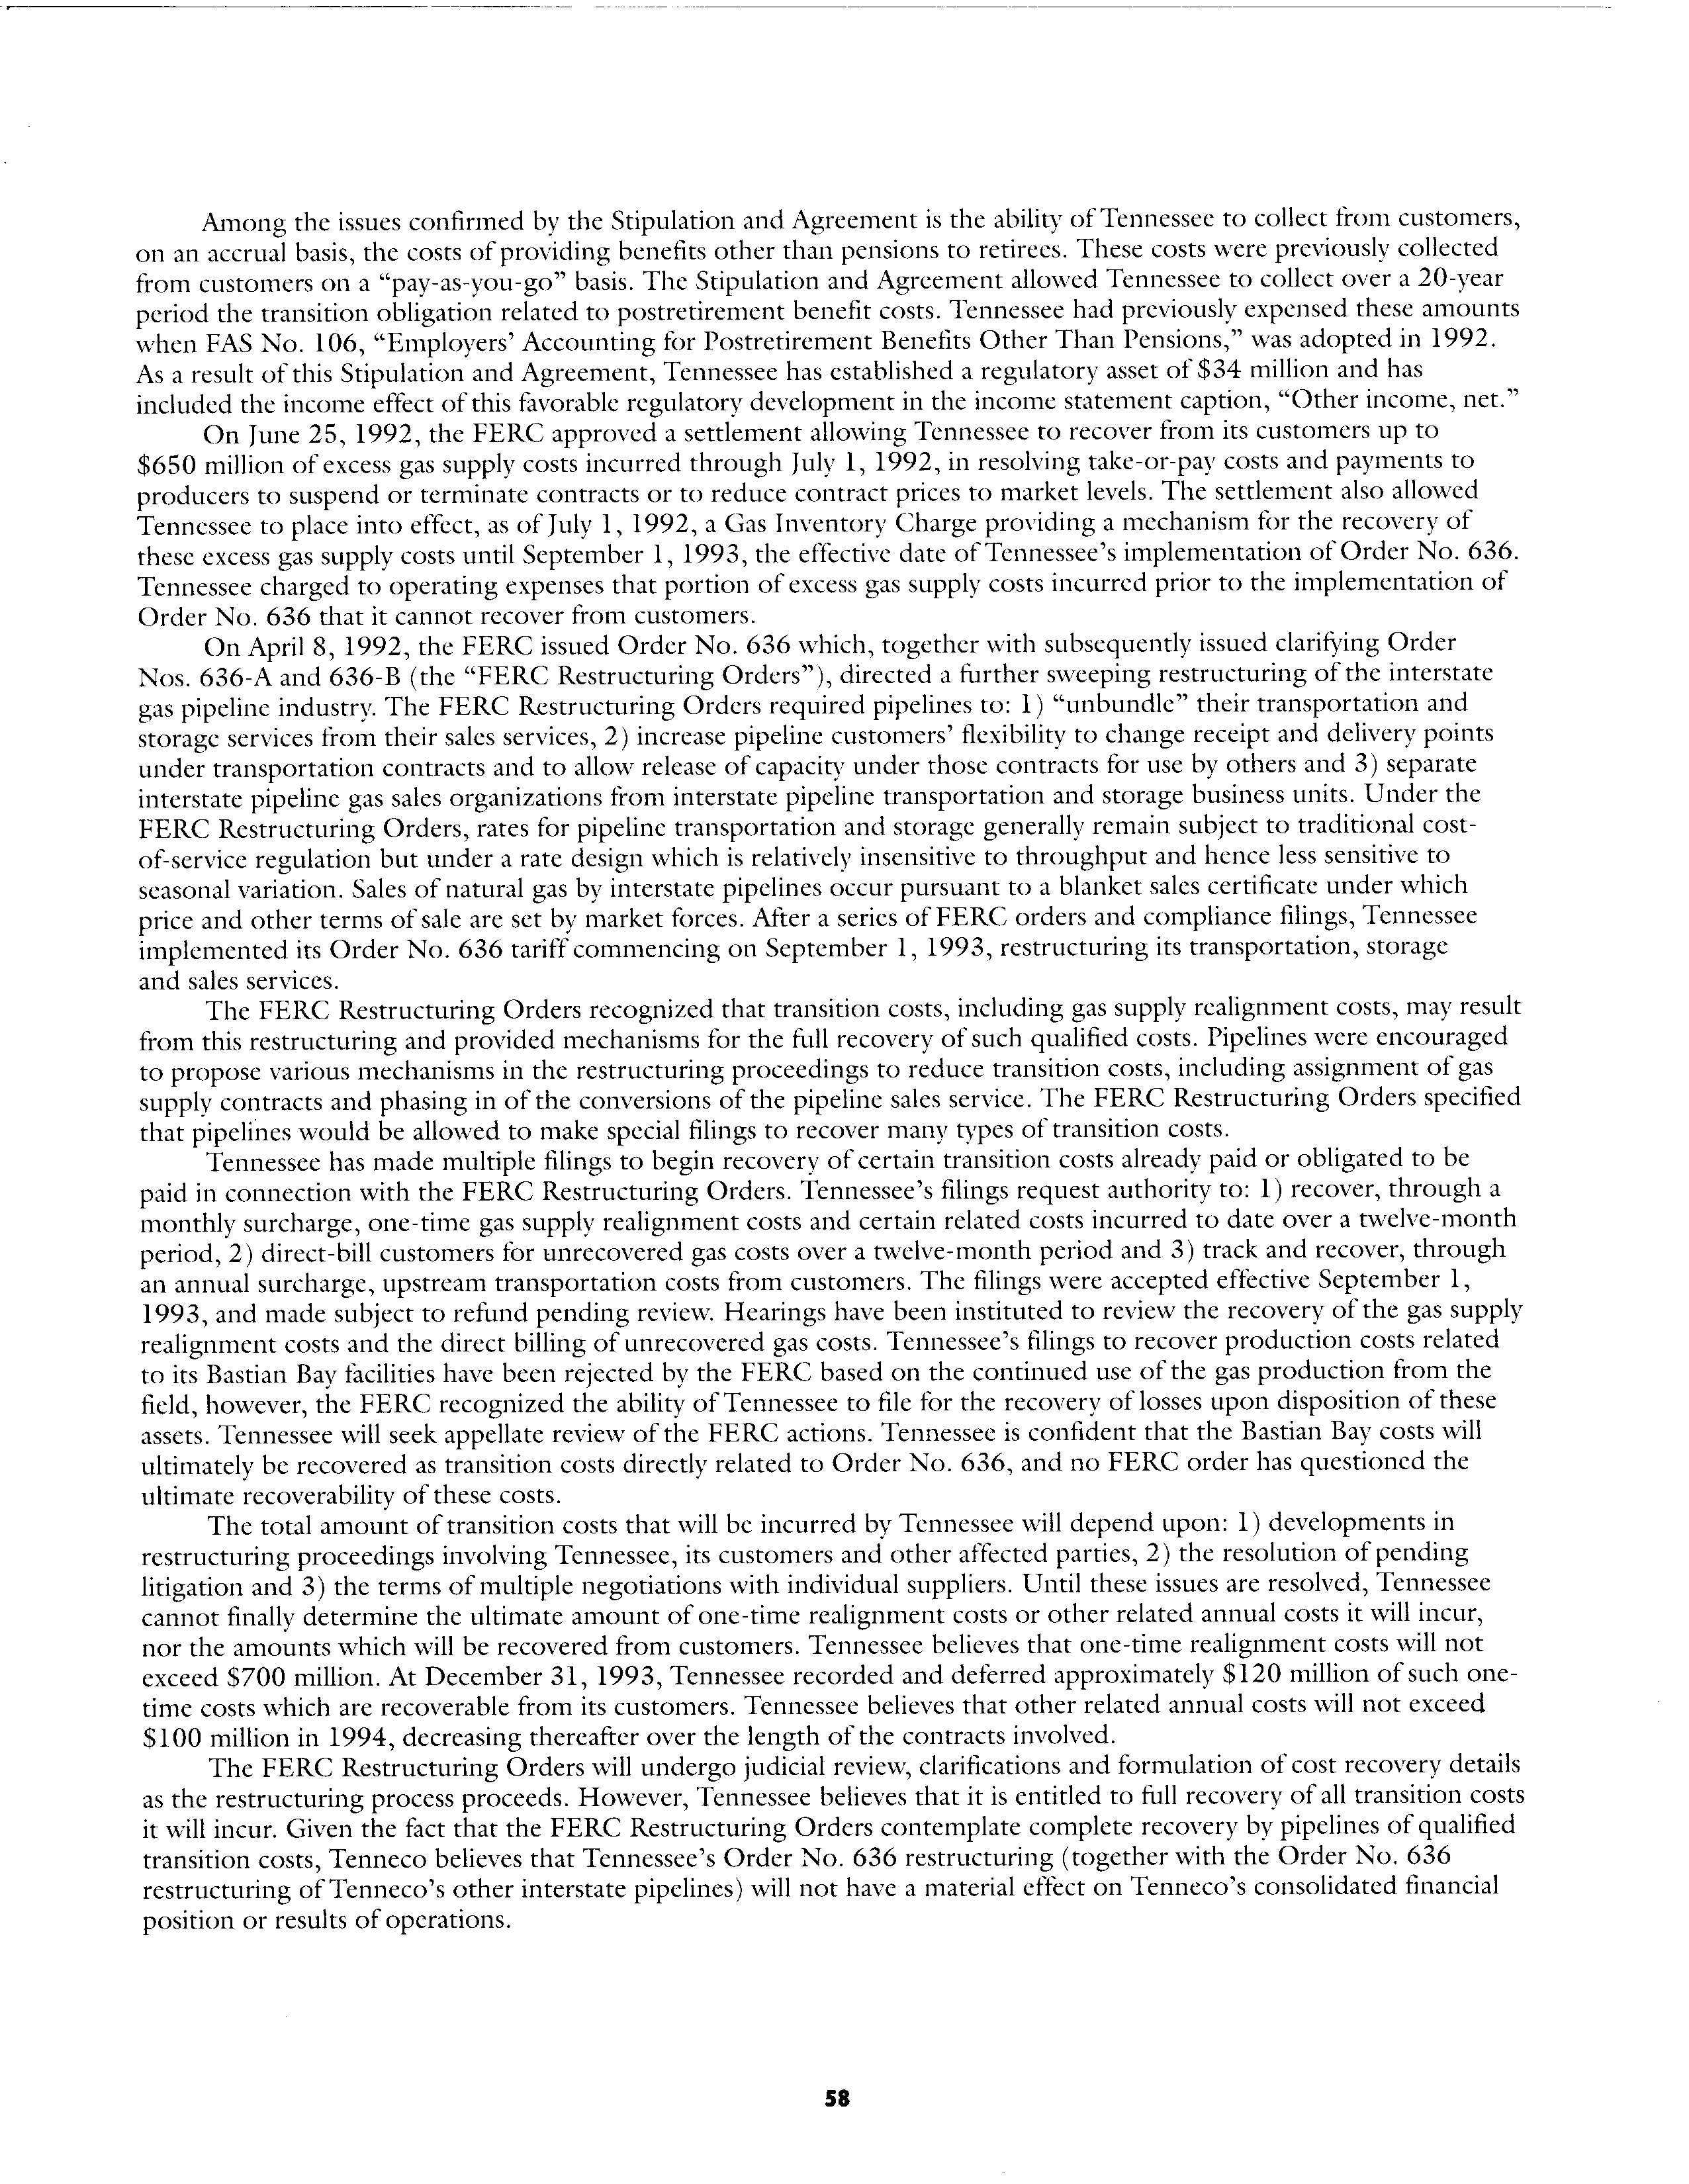 Among the issues confirmed by the Stipulation and Agreement is the ability of Tennessee to collect from customers,
on an accrual basis, the costs of providing benefits other than pensions to retirees. These costs were previously collected
from customers on a “pay-as-you-go” basis. The Stipulation and Agreement allowed Tennessee to collect over a 20-year
period the transition obligation related to postretirement benefit costs. Tennessee had previously expensed these amounts
when FAS No. 106, “Employers’ Accounting for Postretirement Benefits Other Than Pensions,” was adopted in 1992.
As a result of this Stipulation and Agreement, Tennessee has established a regulatory asset of $34 million and has
included the income effect of this favorable regulatory development in the income statement caption, “Other income, net.”
On June 25, 1992, the FERC approved a settlement allowing Tennessee to recover from its customers up to
$650 million of excess gas supply costs incurred through July 1, 1992, in resolving take-or-pay costs and payments to
producers to suspend or terminate contracts or to reduce contract prices to market levels. The settlement also allowed
Tennessee to place into effect, as of July 1, 1992, a Gas Inventory Charge providing a mechanism for the recovery of
these excess gas supply costs until September 1, 1993, the effective date of Tennessee’s implementation of Order No. 636.
Tennessee charged to operating expenses that portion of excess gas supply costs incurred prior to the implementation of
Order No. 636 that it cannot recover from customers.
On April 8, 1992, the FERC issued Order No. 636 which, together with subsequently issued clarifying Order
Nos. 636-A and 636-B (the “FERC Restructuring Orders”), directed a further sweeping restructuring of the interstate
gas pipeline industry. The FERC Restructuring Orders required pipelines to: 1) “unbundle” their transportation and
storage services from their sales services, 2) increase pipeline customers’ flexibility to change receipt and delivery points
under transportation contracts and to allow release of capacity under those contracts for use by others and 3) separate
interstate pipeline gas sales organizations from interstate pipeline transportation and storage business units. Under the
FERC Restructuring Orders, rates for pipeline transportation and storage generally remain subject to traditional cost-
of-service regulation but under a rate design which is relatively insensitive to throughput and hence less sensitive to
seasonal variation. Sales of natural gas by interstate pipelines occur pursuant to a blanket sales certificate under which
price and other terms of sale are set by market forces. After a series of FERC orders and compliance filings, Tennessee
implemented its Order No. 636 tariff commencing on September 1, 1993, restructuring its transportation, storage
and sales services.
The FERC Restructuring Orders recognized that transition costs, including gas supply realignment costs, may result
from this restructuring and provided mechanisms for the full recovery of such qualified costs. Pipelines were encouraged
to propose various mechanisms in the restructuring proceedings to reduce transition costs, including assignment of gas
supply contracts and phasing in of the conversions of the pipeline sales service. The FERC Restructuring Orders specified
that pipelines would be allowed to make special filings to recover many types of transition costs.
Tennessee has made multiple filings to begin recovery of certain transition costs already paid or obligated to be
paid in connection with the FERC Restructuring Orders. Tennessee’s filings request authority to: 1) recover, through a
monthly surcharge, one-time gas supply realignment costs and certain related costs incurred to date over a twelve-month
period, 2) direct-bill customers for unrecovered gas costs over a twelve-month period and 3) track and recover, through
an annual surcharge, upstream transportation costs from customers. The filings were accepted effective September 1,
1993, and made subject to refund pending review. Hearings have been instituted to review the recovery of the gas supply
realignment costs and the direct billing of unrecovered gas costs. Tennessee’s filings to recover production costs related
to its Bastian Bay facilities have been rejected by the FERC based on the continued use of the gas production from the
field, however, the FERC recognized the ability of Tennessee to file for the recovery of losses upon disposition of these
assets. Tennessee will seek appellate review of the FERC actions. Tennessee is confident that the Bastian Bay costs will
ultimately be recovered as transition costs directly related to Order No. 636, and no FERC order has questioned the
ultimate recoverability of these costs.
The total amount of transition costs that will be incurred by Tennessee will depend upon: 1) developments in
restructuring proceedings involving Tennessee, its customers and other affected parties, 2) the resolution of pending
litigation and 3) the terms of multiple negotiations with individual suppliers. Until these issues are resolved, Tennessee
cannot finally determine the ultimate amount of one-time realignment costs or other related annual costs it will incur,
nor the amounts which will be recovered from customers. Tennessee believes that one-time realignment costs will not
exceed $700 million. At December 31, 1993, Tennessee recorded and deferred approximately $120 million of such one-
time costs which are recoverable from its customers. Tennessee believes that other related annual costs will not exceed
$100 million in 1994, decreasing thereafter over the length of the contracts involved.
The FERC Restructuring Orders will undergo judicial review, clarifications and formulation of cost recovery details
as the restructuring process proceeds. However, Tennessee believes that it is entitled to full recovery of all transition costs
it will incur. Given the fact that the FERC Restructuring Orders contemplate complete recovery by pipelines of qualified
transition costs, Tenneco believes that Tennessee’s Order No. 636 restructuring (together with the Order No. 636
restructuring of Tenneco’s other interstate pipelines) will not have a material effect on Tenneco’s consolidated financial
position or results of operations.
58